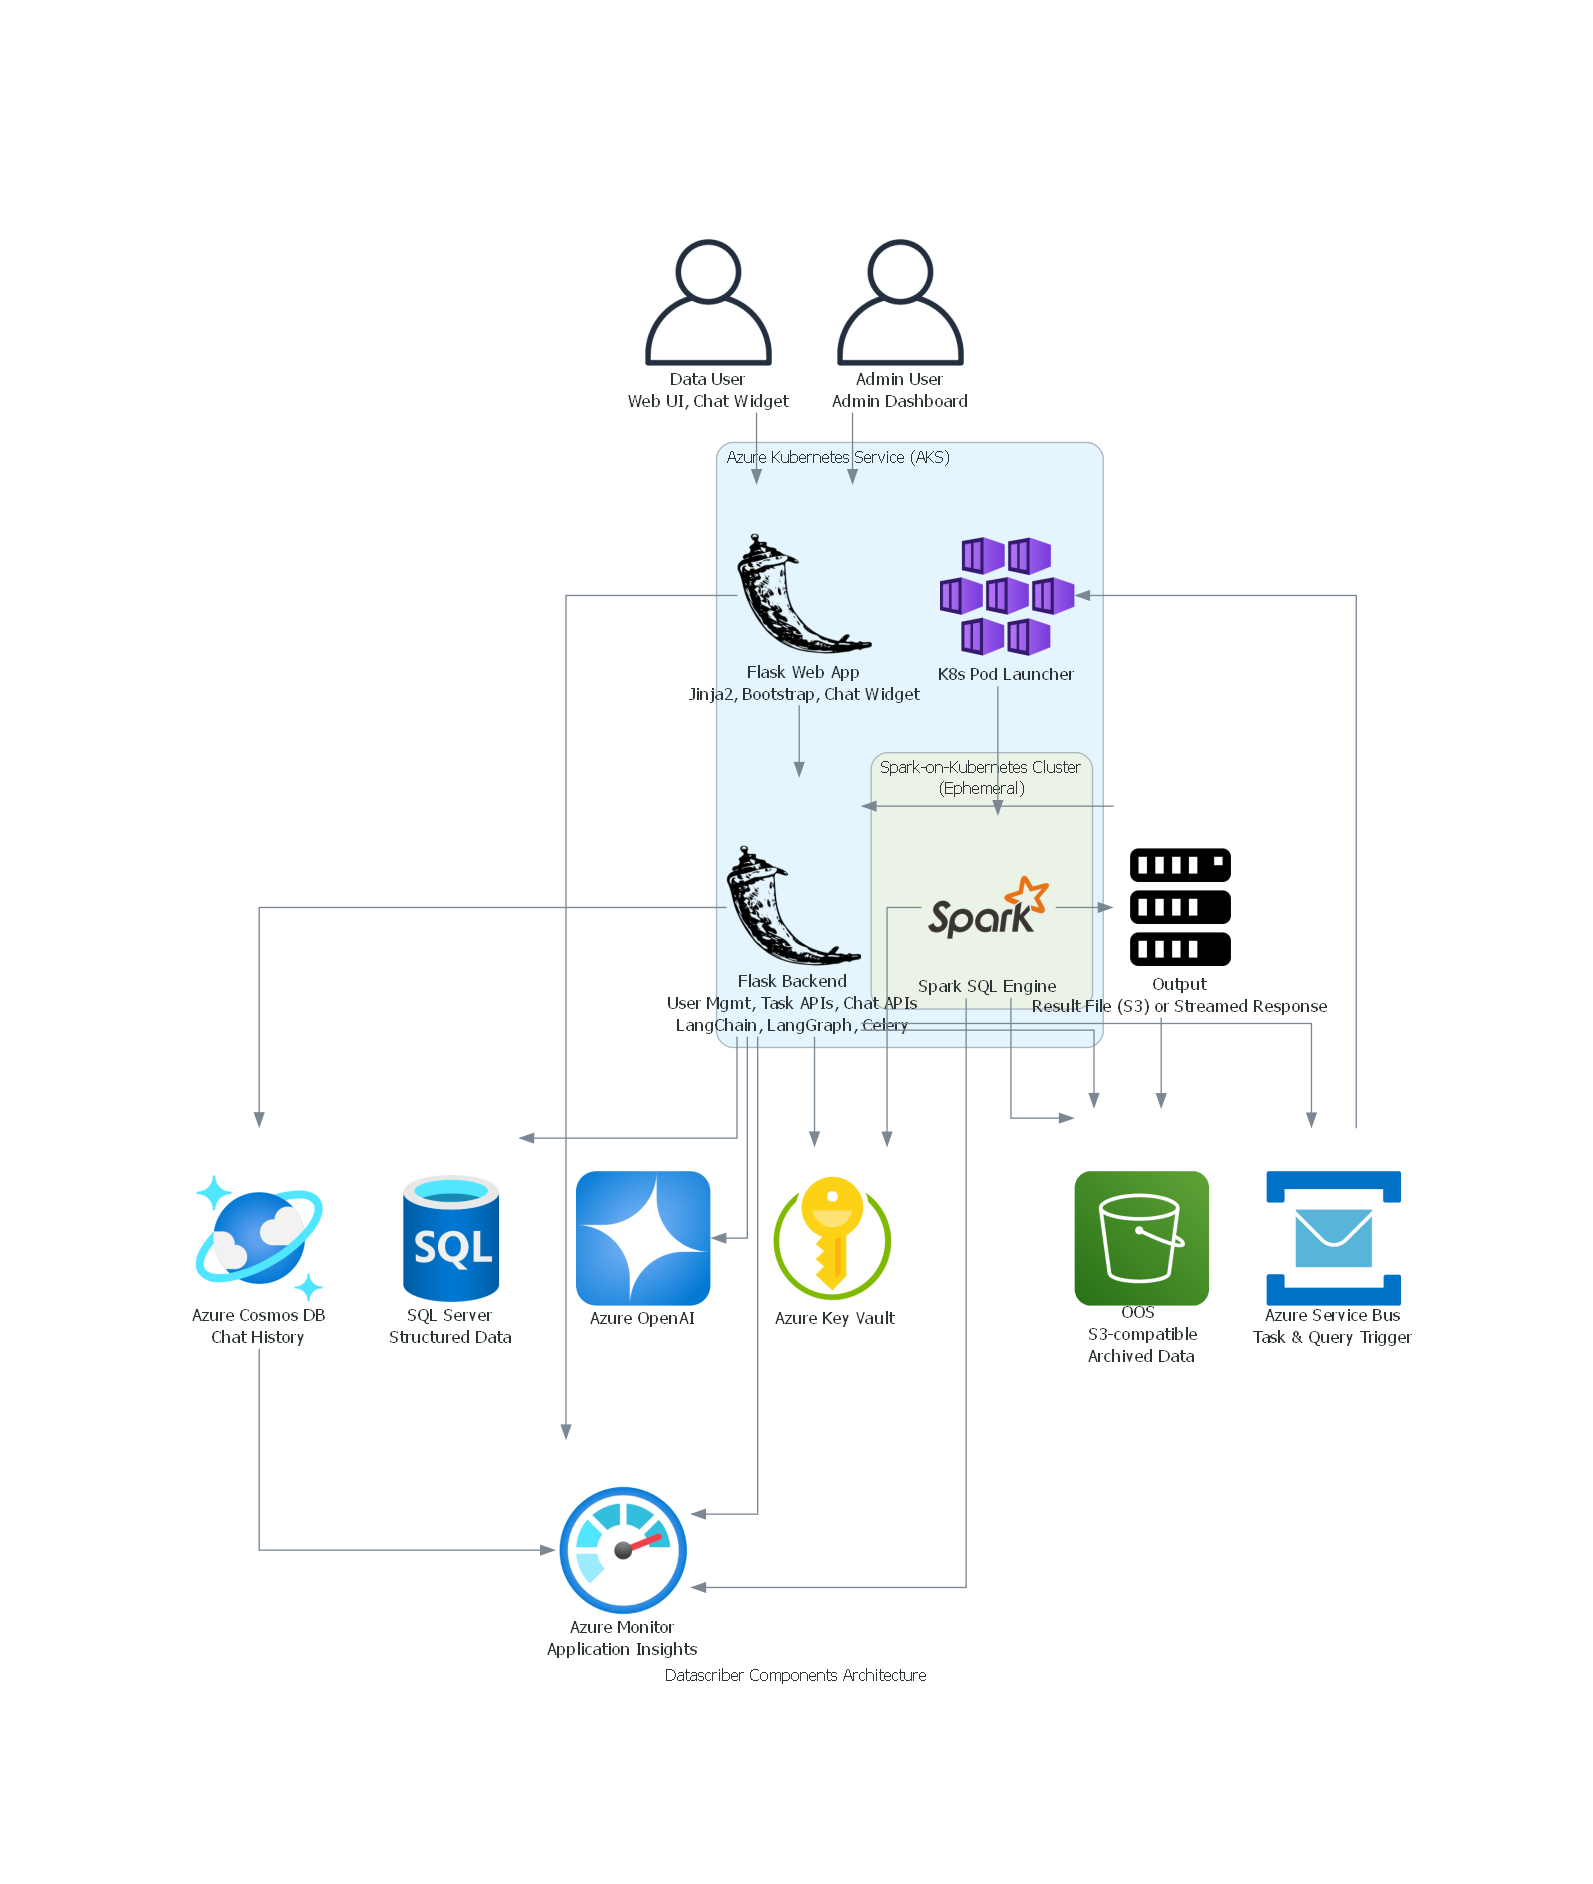 Data User
Web UI, Chat Widget
Admin User
Admin Dashboard
Azure Kubernetes Service (AKS)
Flask Web App
Jinja2, Bootstrap, Chat Widget
K8s Pod Launcher
Spark-on-Kubernetes Cluster
(Ephemeral)
Spark
Flask Backend
User Mgmt, Task APIs, Chat APIs
LangChain, LangGraph, Celery
Spark SQL Engine
Output
Result File (S3) or Streamed Response
SQL
Azure Cosmos DB
Chat History
SQL Server
Structured Data
Azure OpenAI
Azure Key Vault
OOS
S3-compatible
Archived Data
Azure Service Bus
Task & Query Trigger
Azure Monitor
Application Insights
Datascriber Components Architecture